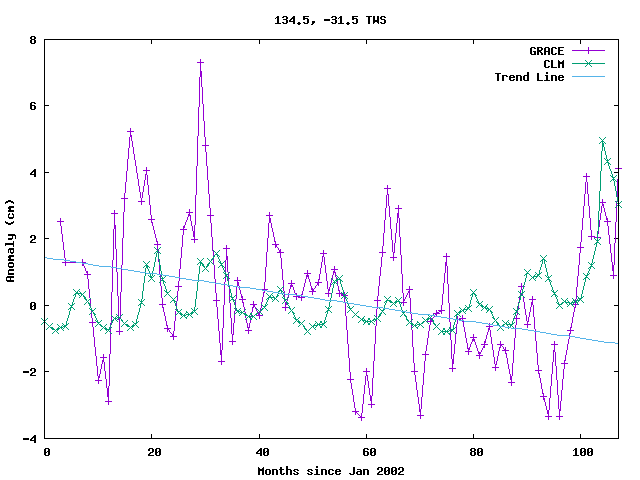 134.5, -31.5 TWS
GRACE
CLM
Trend Line
8
6
4
2
0
-2
-4
Anomaly (cm)
0 20 40 60 80 100
Months since Jan 2002